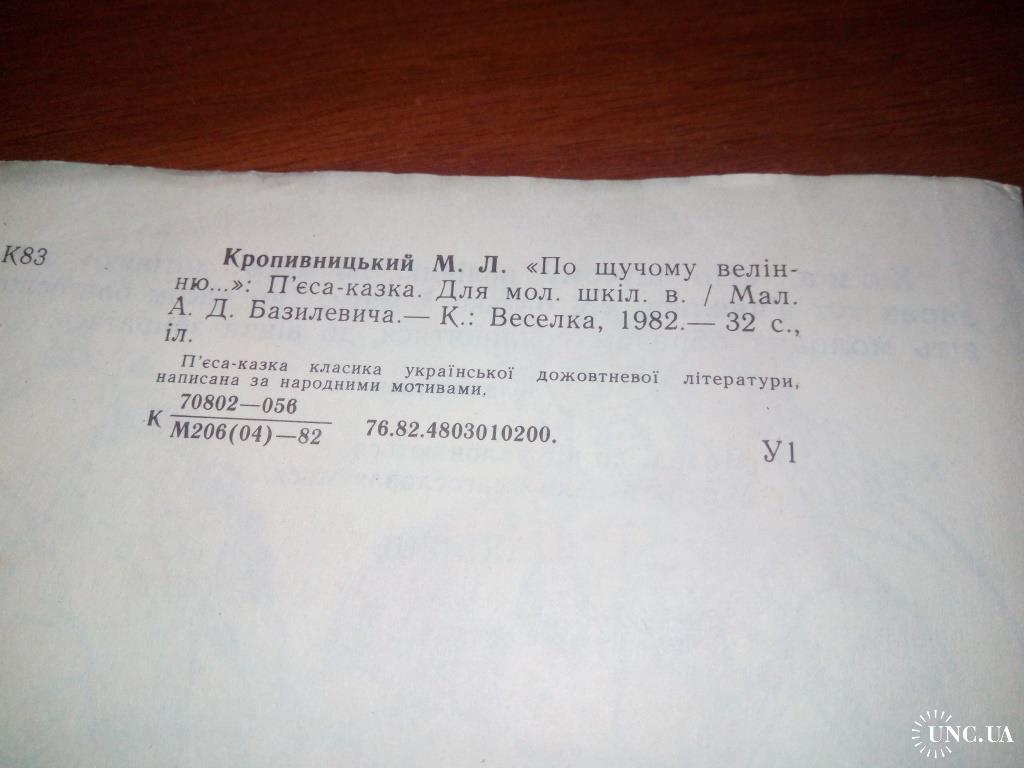 К83
Кропивницький М. Л. «По щучому велін-
ню...»: П'єса-казка. Для мол. шкіл. в. / Мал.
А. Д. Базилевича.— К.: Веселка, 1982.— 32 с.,
іл.
П'єса-казка класика української дожовтневої літератури,
написана за народними мотивами.
К 70802—056
М206(04)—82
76.82.4803010200.
У1
UNC.UA